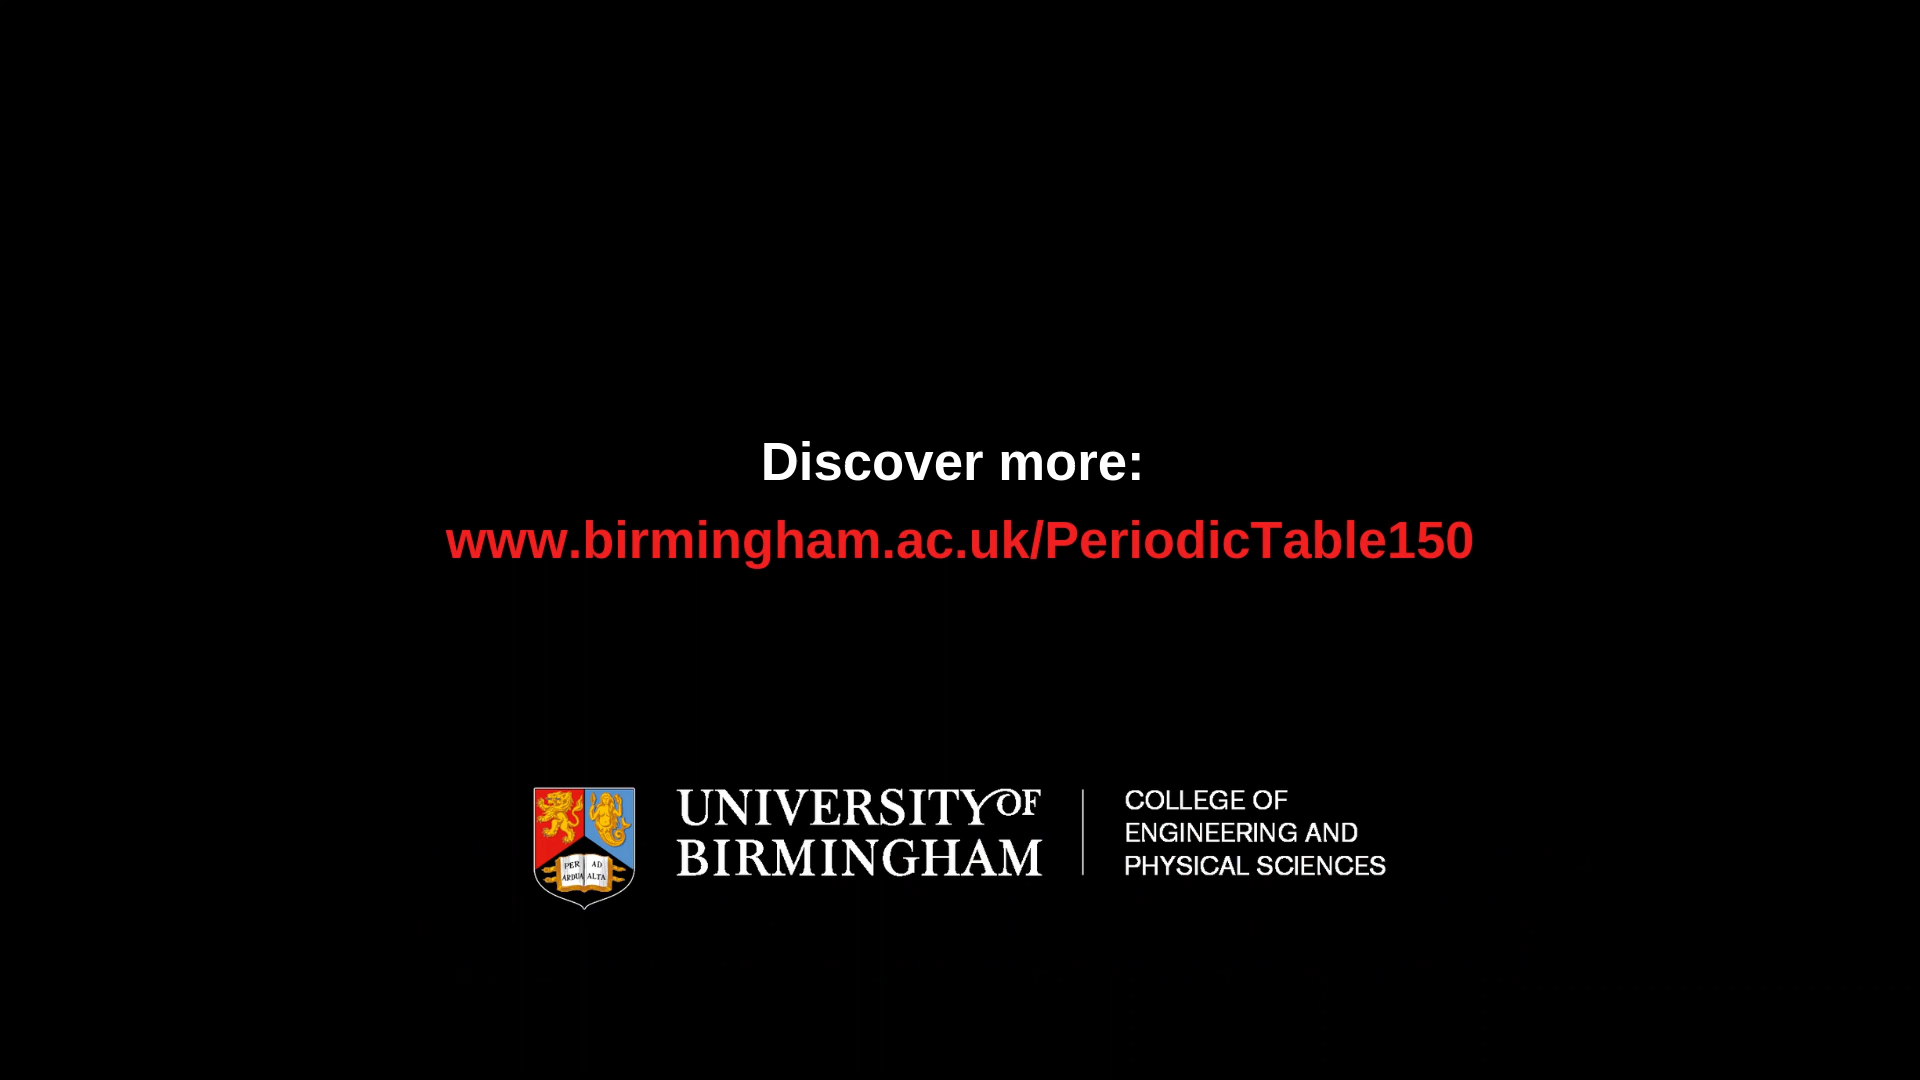 Discover more:
www.birmingham.ac.uk/PeriodicTable150
PER AD
ARDUA ALTA
UNIVERSITY OF
BIRMINGHAM
COLLEGE OF
ENGINEERING AND
PHYSICAL SCIENCES